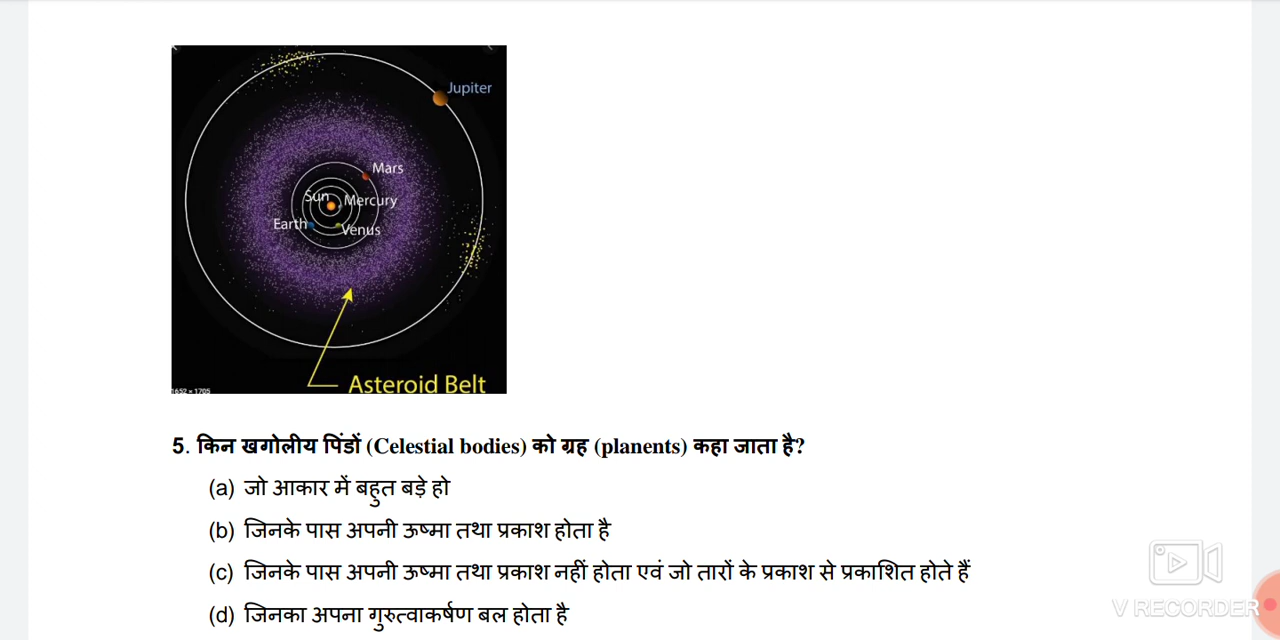 Jupiter
Mars
Sun
Mercury
Earth
Venus
Asteroid Belt
1652 × 1705
5. किन खगोलीय पिंडों (Celestial bodies) को ग्रह (planents) कहा जाता है?
(a) जो आकार में बहुत बड़े हो
(b) जिनके पास अपनी ऊष्मा तथा प्रकाश होता है
(c) जिनके पास अपनी ऊष्मा तथा प्रकाश नहीं होता एवं जो तारों के प्रकाश से प्रकाशित होते हैं
(d) जिनका अपना गुरुत्वाकर्षण बल होता है
V RECORDER